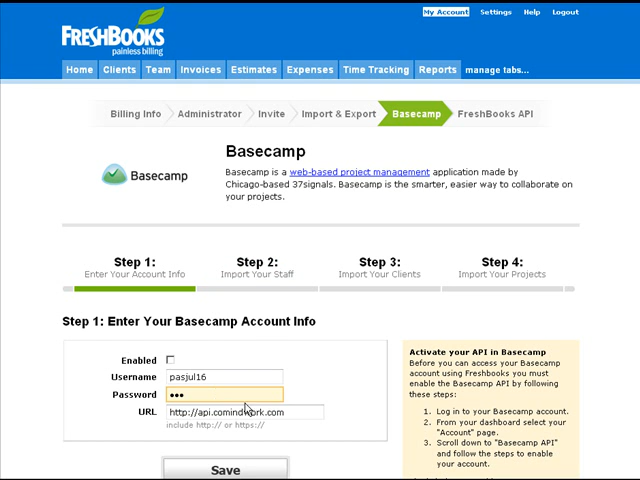 My Account Settings Help Logout
FRESHBOOKS
painless billing
Home Clients Team Invoices Estimates Expenses Time Tracking Reports manage tabs...
Billing Info Administrator Invite Import & Export Basecamp FreshBooks API
Basecamp
Basecamp
Basecamp is a web-based project management application made by
Chicago-based 37signals. Basecamp is the smarter, easier way to collaborate on
your projects.
Step 1: Step 2: Step 3: Step 4:
Enter Your Account Info Import Your Staff Import Your Clients Import Your Projects
Step 1: Enter Your Basecamp Account Info
Enabled
Username pasjul16
Password •••
URL http://api.comindwork.com
include http:// or https://
Save
Activate your API in Basecamp
Before you can access your Basecamp
account using Freshbooks you must
enable the Basecamp API by following
these steps:
1. Log in to your Basecamp account.
2. From your dashboard select your
"Account" page.
3. Scroll down to "Basecamp API"
and follow the steps to enable
your account.